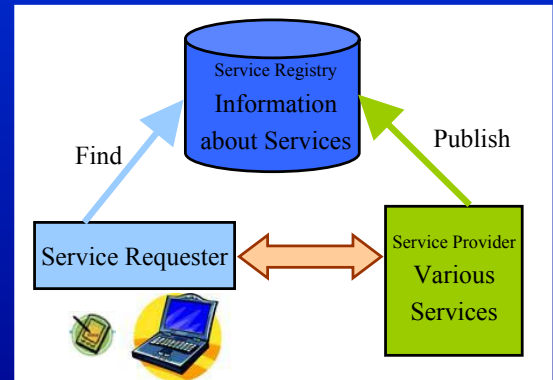 Service Registry
Information
about Services
Find
Publish
Service Requester
Service Provider
Various
Services